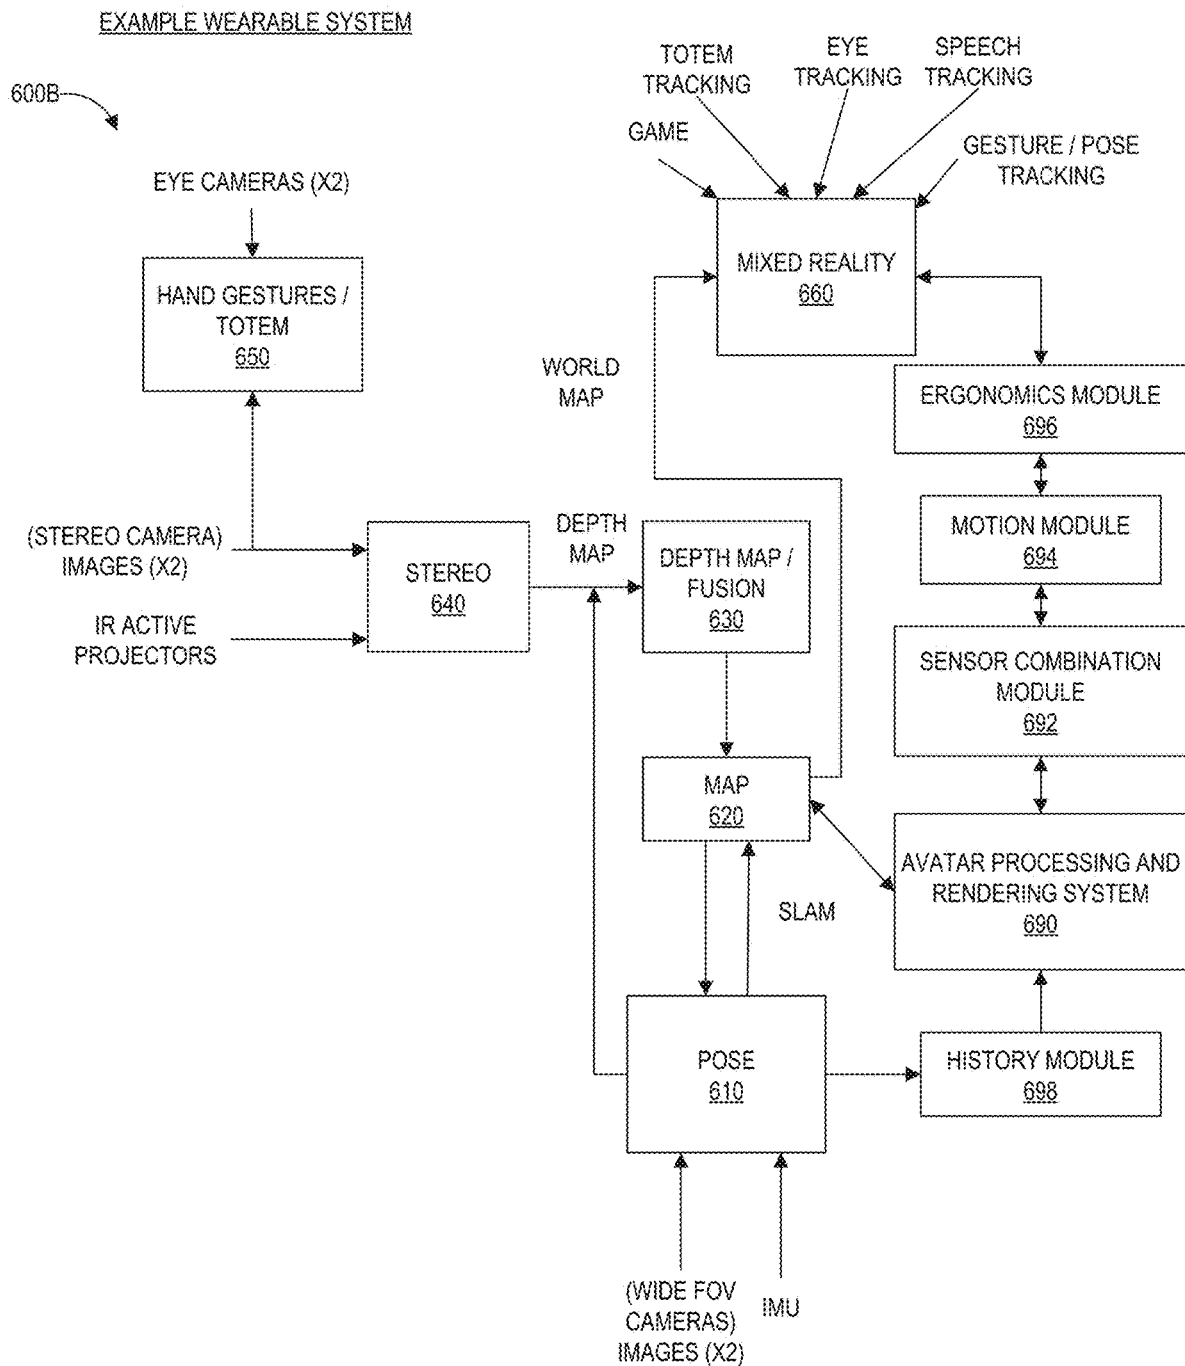 EXAMPLE WEARABLE SYSTEM
600B
EYE CAMERAS (X2)
HAND GESTURES /
TOTEM
650
(STEREO CAMERA)
IMAGES (X2)
IR ACTIVE
PROJECTORS
STEREO
640
DEPTH
MAP
DEPTH MAP /
FUSION
630
WORLD
MAP
GAME
TOTEM
TRACKING
EYE
TRACKING
SPEECH
TRACKING
GESTURE / POSE
TRACKING
MIXED REALITY
660
ERGONOMICS MODULE
696
MOTION MODULE
694
SENSOR COMBINATION
MODULE
692
MAP
620
SLAM
AVATAR PROCESSING AND
RENDERING SYSTEM
690
POSE
610
HISTORY MODULE
698
(WIDE FOV
CAMERAS)
IMAGES (X2)
IMU